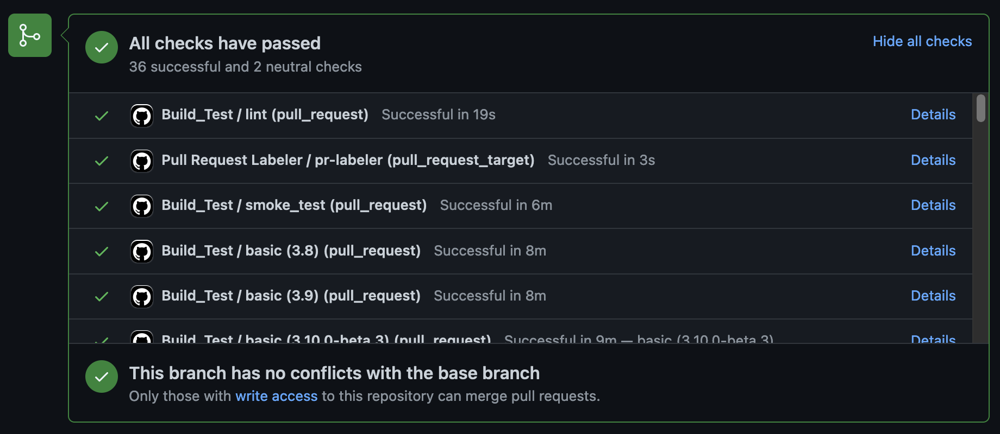 All checks have passed
Hide all checks
36 successful and 2 neutral checks
Build_Test / lint (pull_request) Successful in 19s Details
Pull Request Labeler / pr-labeler (pull_request_target) Successful in 3s Details
Build_Test / smoke_test (pull_request) Successful in 6m Details
Build_Test / basic (3.8) (pull_request) Successful in 8m Details
Build_Test / basic (3.9) (pull_request) Successful in 8m Details
Build_Test / basic (3.10.0-beta.3) (pull_request) Successful in 9m — basic (3.10.0-beta.3) Details
This branch has no conflicts with the base branch
Only those with write access to this repository can merge pull requests.